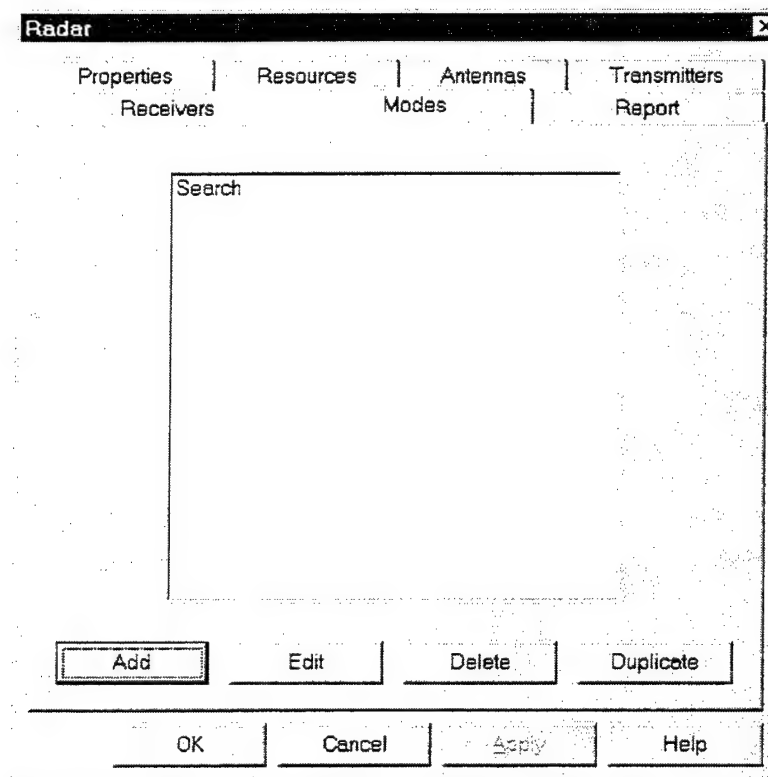 Radar
Properties Resources Antennas Transmitters
Receivers Modes Report
Search
Add Edit Delete Duplicate
OK Cancel Apply Help